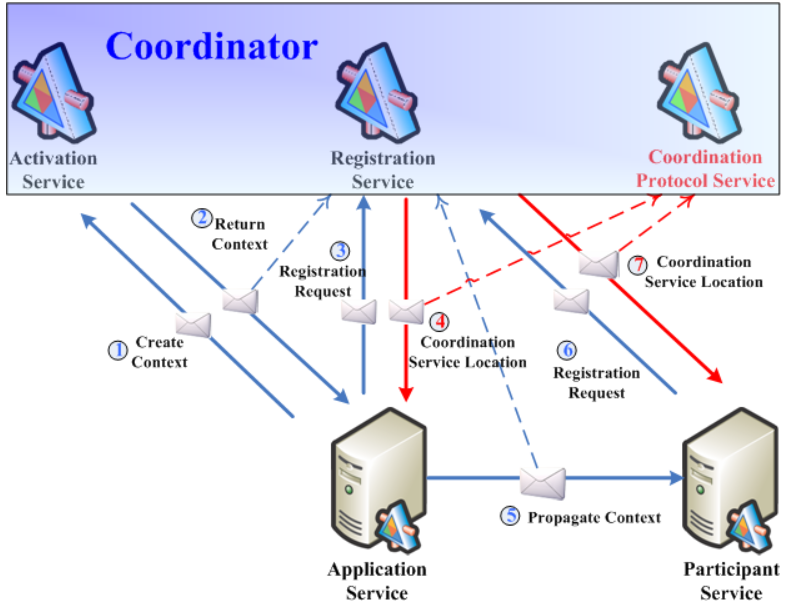 Coordinator
Activation
Service
Registration
Service
Coordination
Protocol Service
2 Return
Context
3
Registration
Request
7 Coordination
Service Location
1 Create
Context
4
Coordination
Service Location
6
Registration
Request
5 Propagate Context
Application
Service
Participant
Service